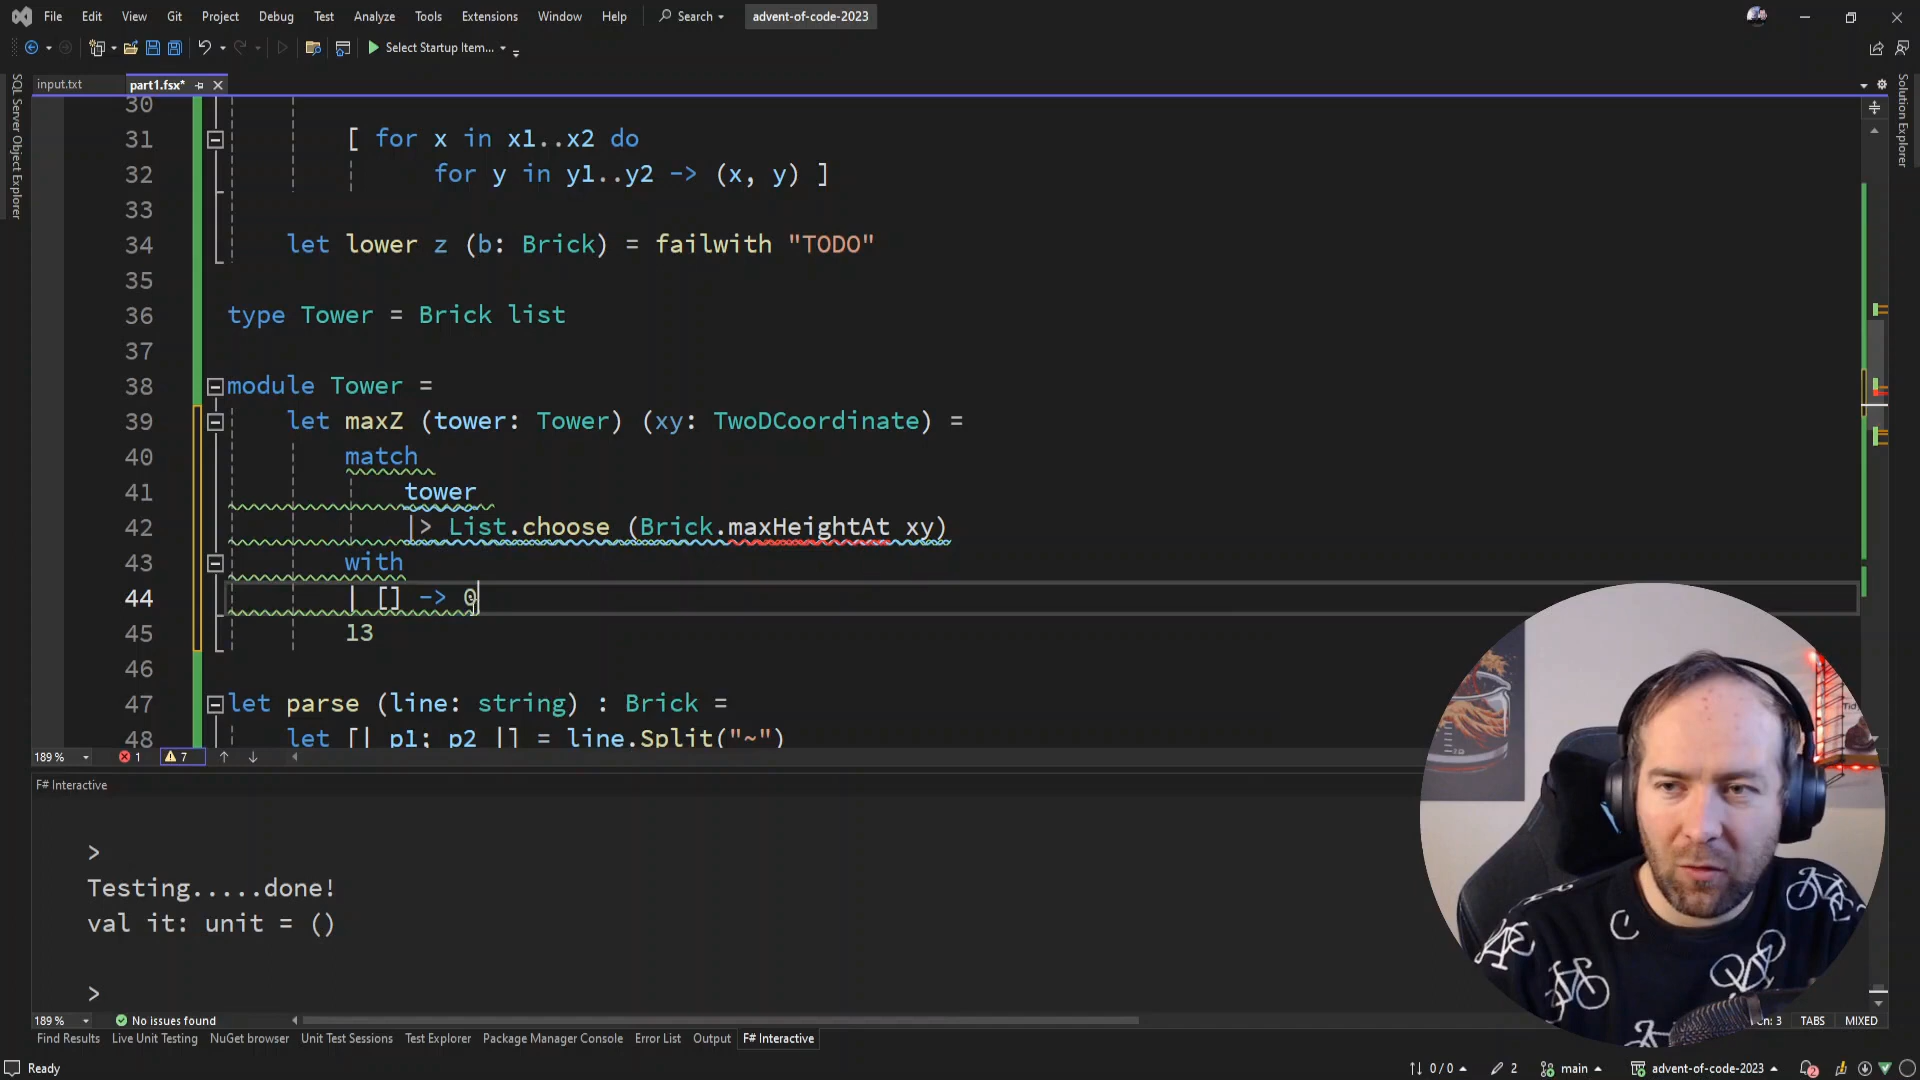 File Edit View Git Project Debug Test Analyze Tools Extensions Window Help Search advent-of-code-2023
Select Startup Item...
SQL Server Object Explorer
Solution Explorer
input.txt part1.fsx*
30
31 [ for x in x1..x2 do
32 for y in y1..y2 -> (x, y) ]
33
34 let lower z (b: Brick) = failwith "TODO"
35
36 type Tower = Brick list
37
38 module Tower =
39 let maxZ (tower: Tower) (xy: TwoDCoordinate) =
40 match
41 tower
42 |> List.choose (Brick.maxHeightAt xy)
43 with
44 | [] -> 0
45 13
46
47 let parse (line: string) : Brick =
48 let [| p1; p2 |] = line.Split("~")
189 % 1 7
F# Interactive
>
Testing.....done!
val it: unit = ()
>
189 % No issues found : 3 TABS MIXED
Find Results Live Unit Testing NuGet browser Unit Test Sessions Test Explorer Package Manager Console Error List Output F# Interactive
Ready 0 / 0 2 main advent-of-code-2023 2